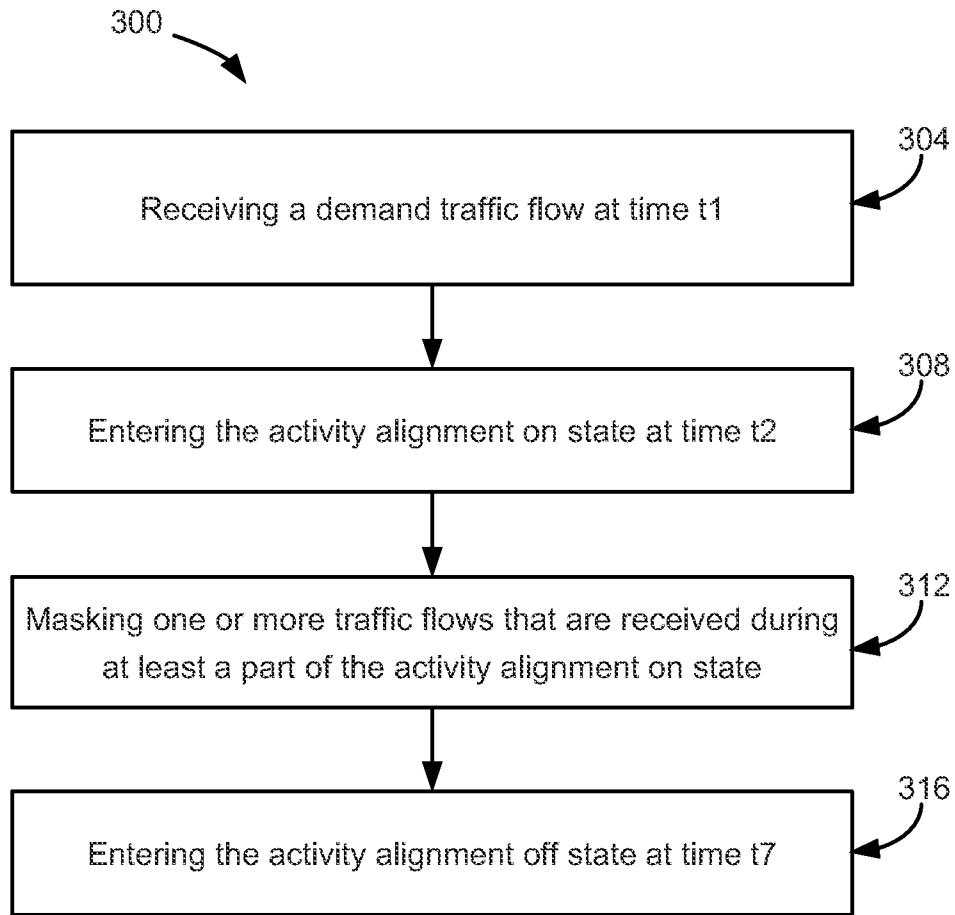 300
304
Receiving a demand traffic flow at time t1
308
Entering the activity alignment on state at time t2
312
Masking one or more traffic flows that are received during
at least a part of the activity alignment on state
316
Entering the activity alignment off state at time t7